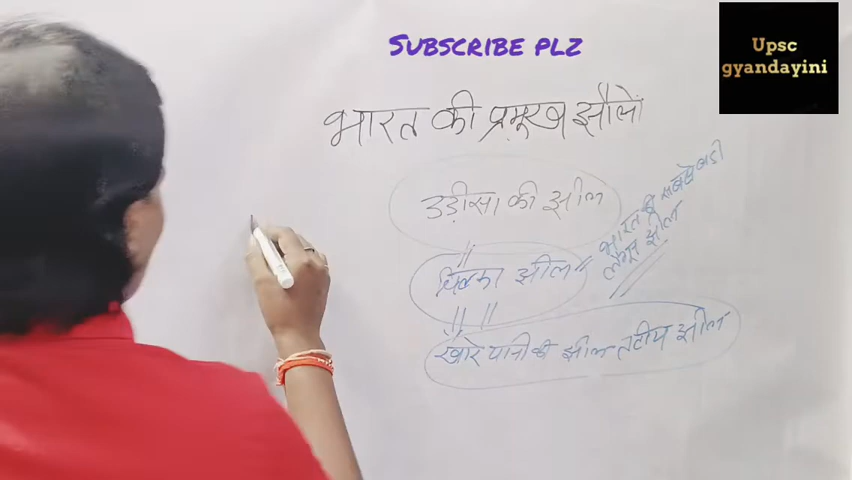 SUBSCRIBE PLZ
Upsc
gyandayini
भारत की प्रमुख झीलों
उड़ीसा की झील
चिल्का झील = भारत की सबसे बडी
लैगून झील
खारे पानी की झील तटीय झील